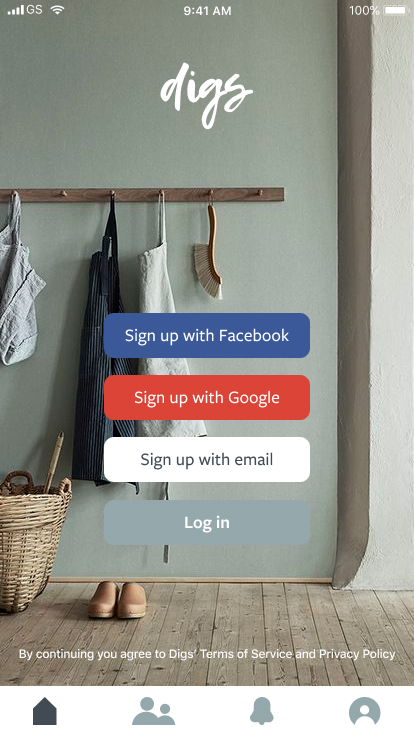 GS 9:41 AM 100%
digs
Sign up with Facebook
Sign up with Google
Sign up with email
Log in
By continuing you agree to Digs' Terms of Service and Privacy Policy